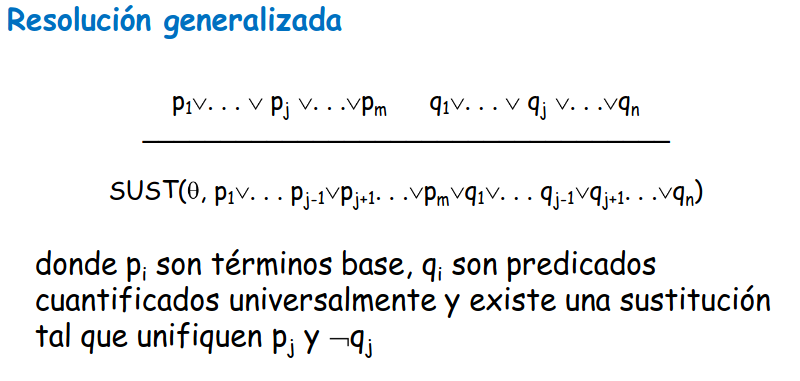 Resolución generalizada
p₁∨. . . ∨ pⱼ ∨. . .∨pₘ q₁∨. . . ∨ qⱼ ∨. . .∨qₙ
SUST(θ, p₁∨. . . pⱼ₋₁∨pⱼ₊₁. . .∨pₘ∨q₁∨. . . qⱼ₋₁∨qⱼ₊₁. . .∨qₙ)
donde pᵢ son términos base, qᵢ son predicados
cuantificados universalmente y existe una sustitución
tal que unifiquen pⱼ y ¬qⱼ